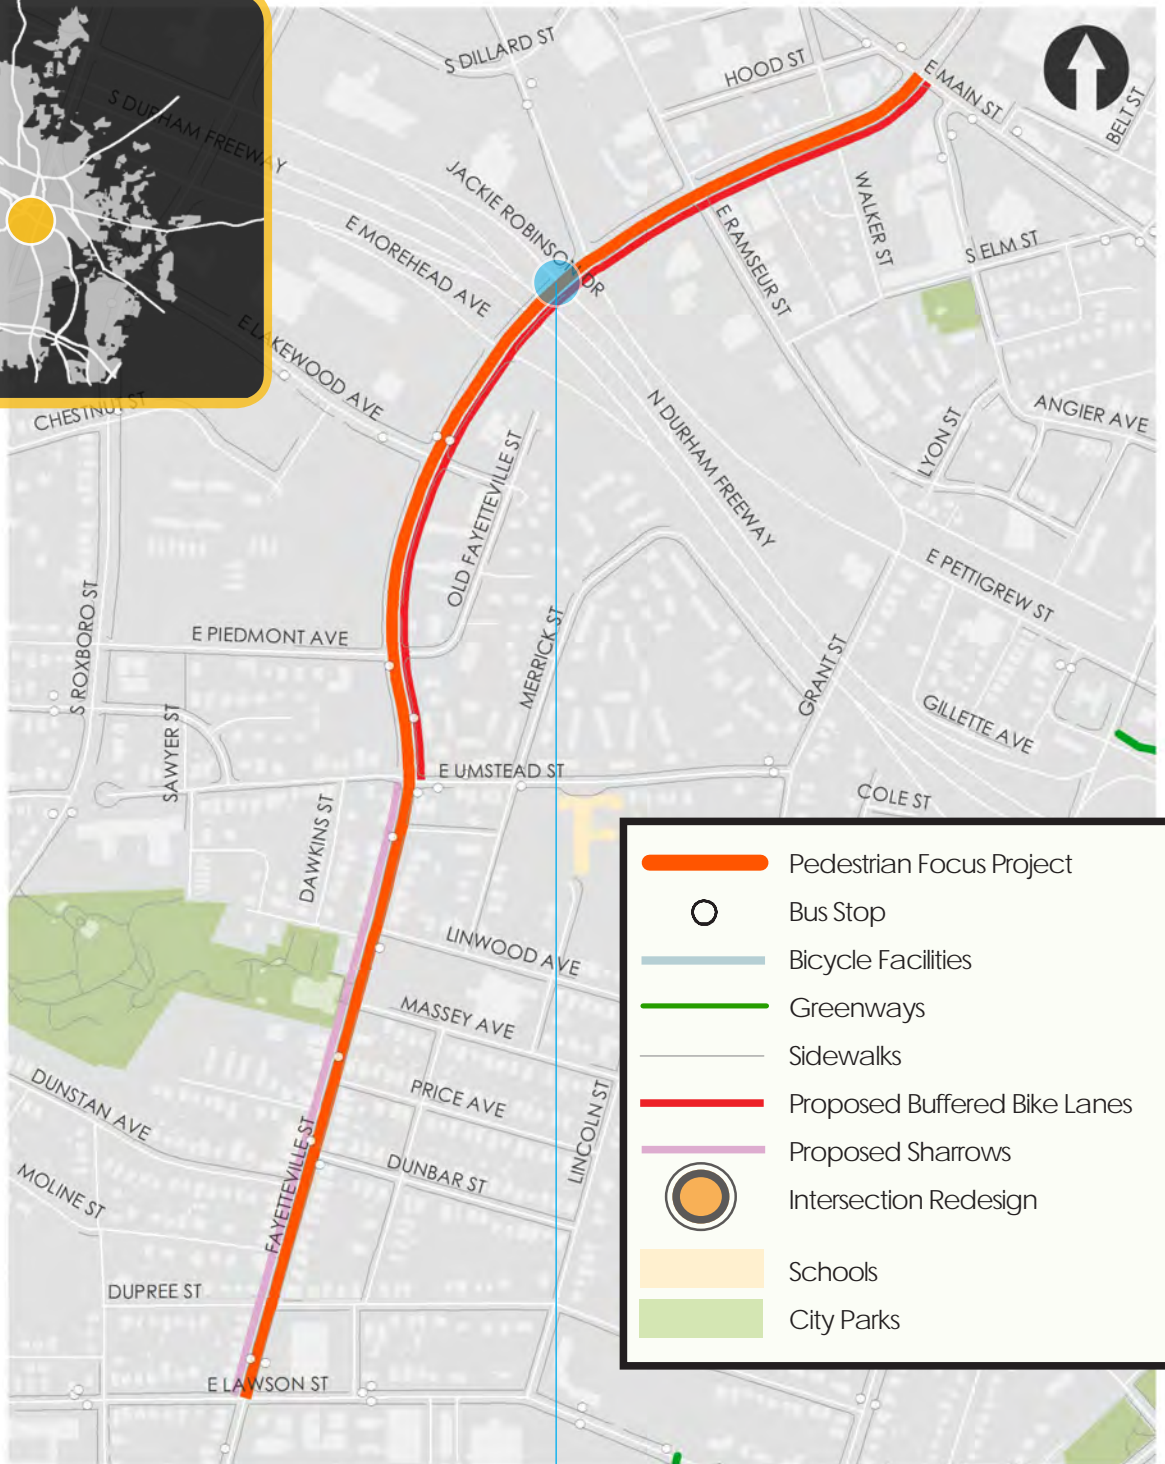 S DILLARD ST
HOOD ST
E MAIN ST
BELT ST
S DURHAM FREEWAY
JACKIE ROBINSON DR
WALKER ST
E MOREHEAD AVE
E RAMSEUR ST
S ELM ST
E LAKEWOOD AVE
CHESTNUT ST
N DURHAM FREEWAY
LYON ST
ANGIER AVE
OLD FAYETTEVILLE ST
E PETTIGREW ST
S ROXBORO ST
E PIEDMONT AVE
MERRICK ST
GRANT ST
GILLETTE AVE
SAWYER ST
E UMSTEAD ST
COLE ST
DAWKINS ST
LINWOOD AVE
MASSEY AVE
PRICE AVE
DUNSTAN AVE
LINCOLN ST
DUNBAR ST
MOLINE ST
FAYETTEVILLE ST
DUPREE ST
E LAWSON ST
Pedestrian Focus Project
Bus Stop
Bicycle Facilities
Greenways
Sidewalks
Proposed Buffered Bike Lanes
Proposed Sharrows
Intersection Redesign
Schools
City Parks